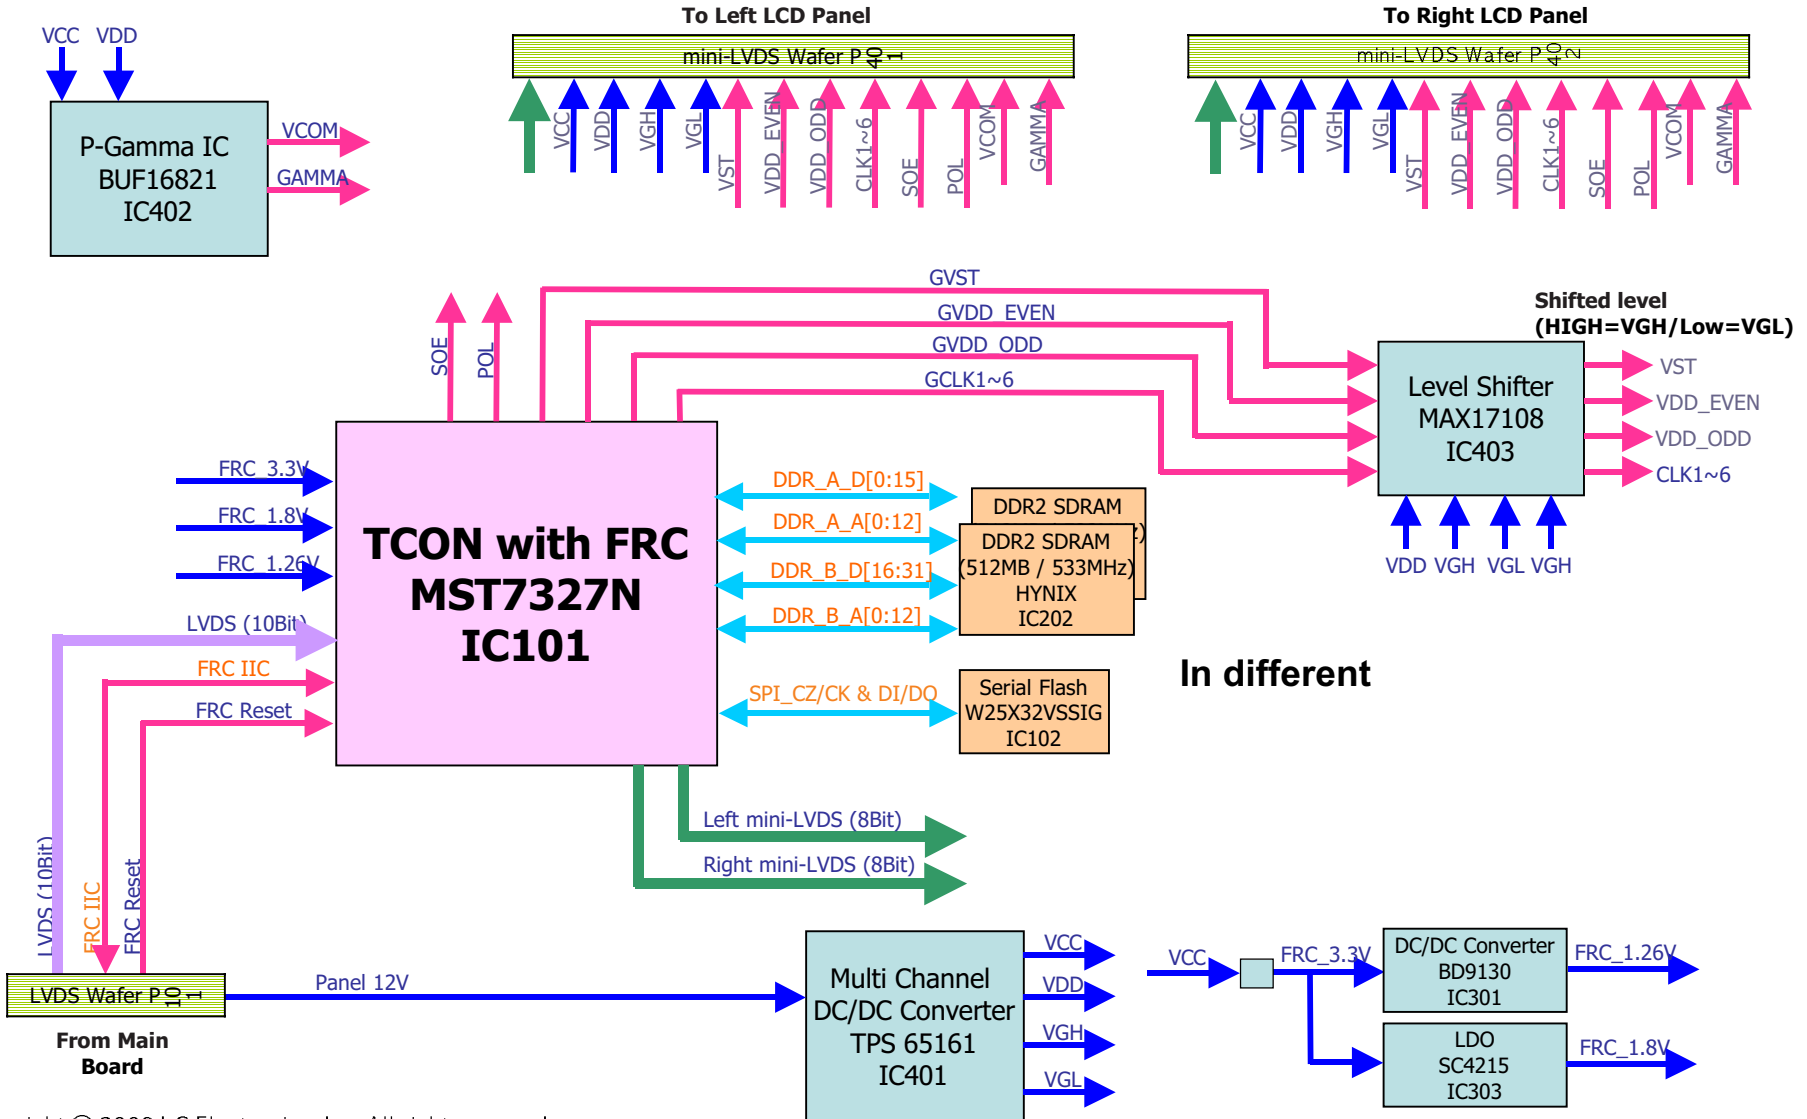 To Left LCD Panel
To Right LCD Panel
mini-LVDS Wafer P401
mini-LVDS Wafer P402
VCC VDD
P-Gamma IC
BUF16821
IC402
VCOM
GAMMA
VCC
VDD
VGH
VGL
VST
VDD_EVEN
VDD_ODD
CLK1~6
SOE
POL
VCOM
GAMMA
VCC
VDD
VGH
VGL
VST
VDD_EVEN
VDD_ODD
CLK1~6
SOE
POL
VCOM
GAMMA
GVST
GVDD_EVEN
GVDD_ODD
GCLK1~6
SOE
POL
Shifted level
(HIGH=VGH/Low=VGL)
Level Shifter
MAX17108
IC403
VST
VDD_EVEN
VDD_ODD
CLK1~6
VDD VGH VGL VGH
FRC_3.3V
FRC_1.8V
FRC_1.26V
LVDS (10Bit)
FRC IIC
FRC Reset
TCON with FRC
MST7327N
IC101
DDR_A_D[0:15]
DDR_A_A[0:12]
DDR_B_D[16:31]
DDR_B_A[0:12]
SPI_CZ/CK & DI/DO
DDR2 SDRAM
DDR2 SDRAM
(512MB / 533MHz)
HYNIX
IC202
Serial Flash
W25X32VSSIG
IC102
In different
Left mini-LVDS (8Bit)
Right mini-LVDS (8Bit)
LVDS (10Bit)
FRC IIC
FRC Reset
LVDS Wafer P101
From Main
Board
Panel 12V
Multi Channel
DC/DC Converter
TPS 65161
IC401
VCC
VDD
VGH
VGL
VCC
FRC_3.3V
DC/DC Converter
BD9130
IC301
FRC_1.26V
LDO
SC4215
IC303
FRC_1.8V